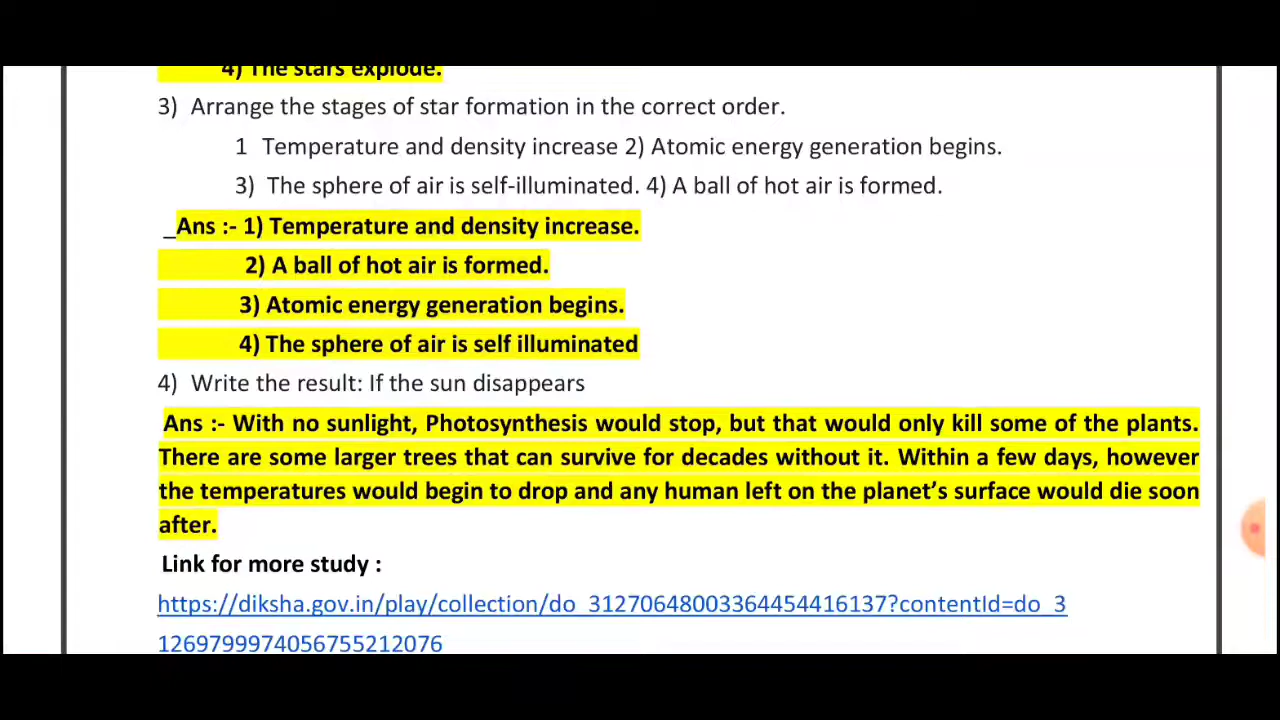 4) The stars explode.
3) Arrange the stages of star formation in the correct order.
1 Temperature and density increase 2) Atomic energy generation begins.
3) The sphere of air is self-illuminated. 4) A ball of hot air is formed.
_Ans :- 1) Temperature and density increase.
2) A ball of hot air is formed.
3) Atomic energy generation begins.
4) The sphere of air is self illuminated
4) Write the result: If the sun disappears
Ans :- With no sunlight, Photosynthesis would stop, but that would only kill some of the plants.
There are some larger trees that can survive for decades without it. Within a few days, however
the temperatures would begin to drop and any human left on the planet’s surface would die soon
after.
Link for more study :
https://diksha.gov.in/play/collection/do_31270648003364454416137?contentId=do_3
1269799974056755212076